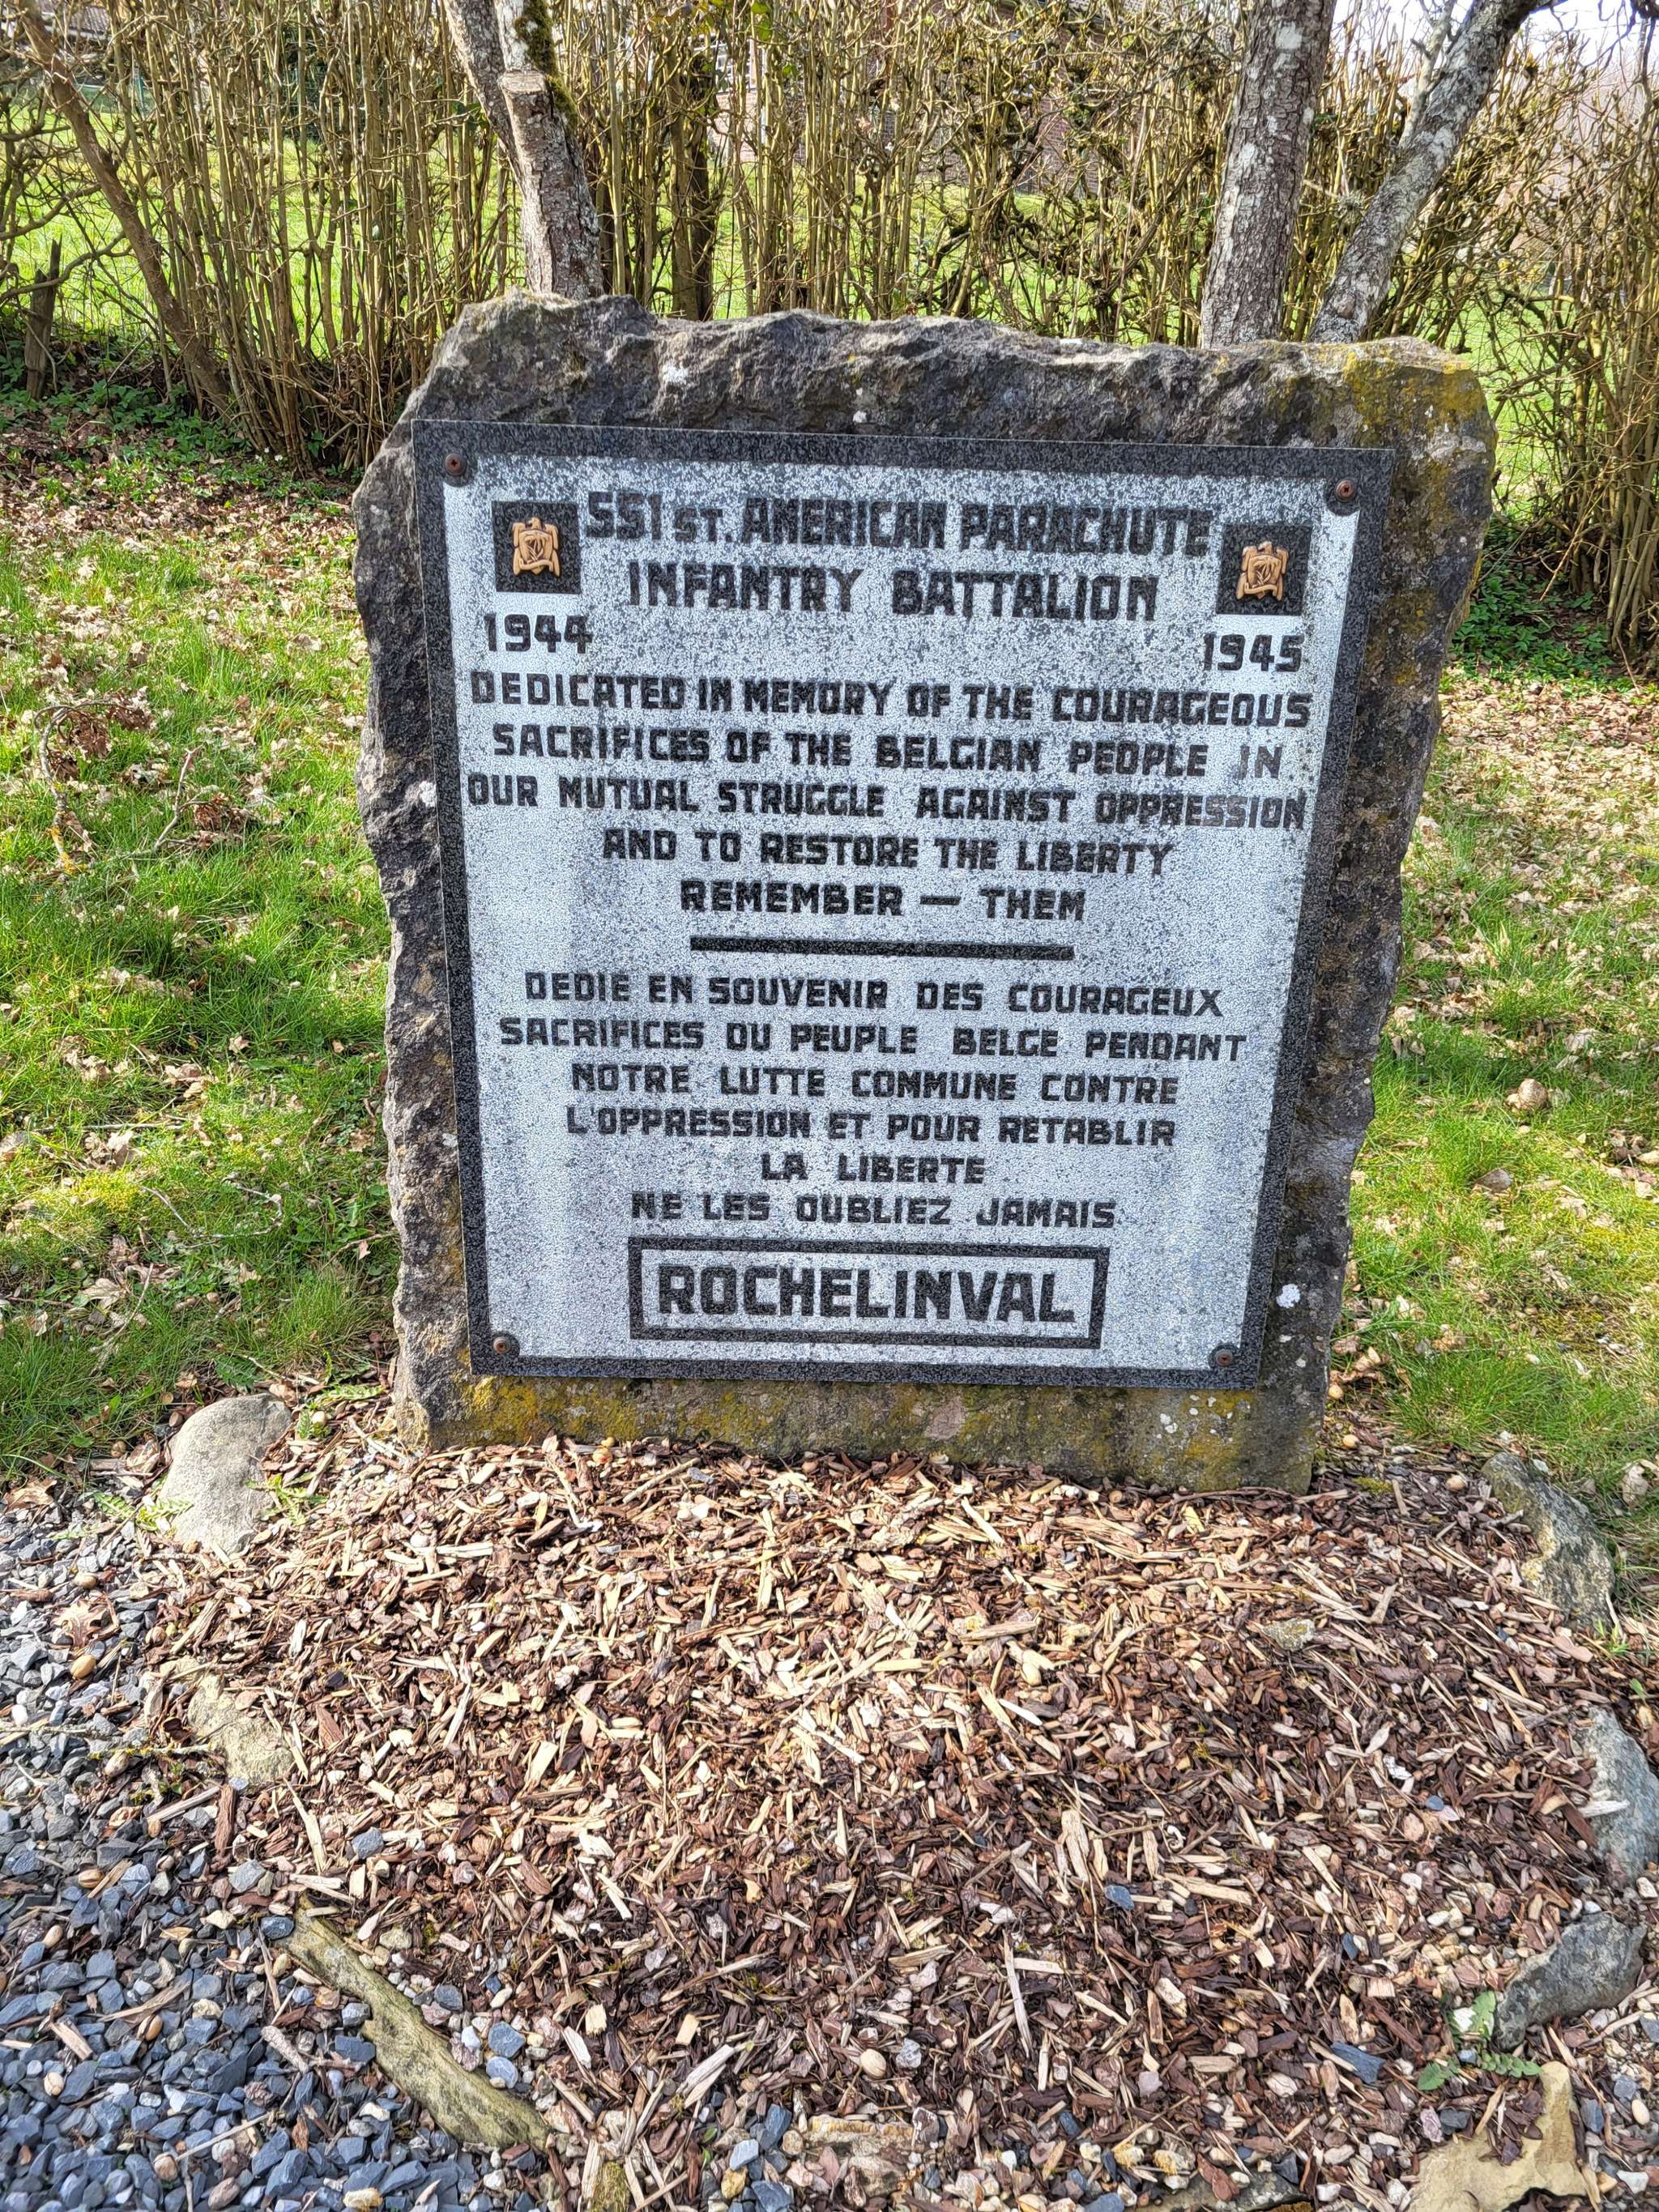 551 ST. AMERICAN PARACHUTE
INFANTRY BATTALION
1944 1945
DEDICATED IN MEMORY OF THE COURAGEOUS
SACRIFICES OF THE BELGIAN PEOPLE IN
OUR MUTUAL STRUGGLE AGAINST OPPRESSION
AND TO RESTORE THE LIBERTY
REMEMBER — THEM
DEDIE EN SOUVENIR DES COURAGEUX
SACRIFICES DU PEUPLE BELGE PENDANT
NOTRE LUTTE COMMUNE CONTRE
L'OPPRESSION ET POUR RETABLIR
LA LIBERTE
NE LES OUBLIEZ JAMAIS
ROCHELINVAL